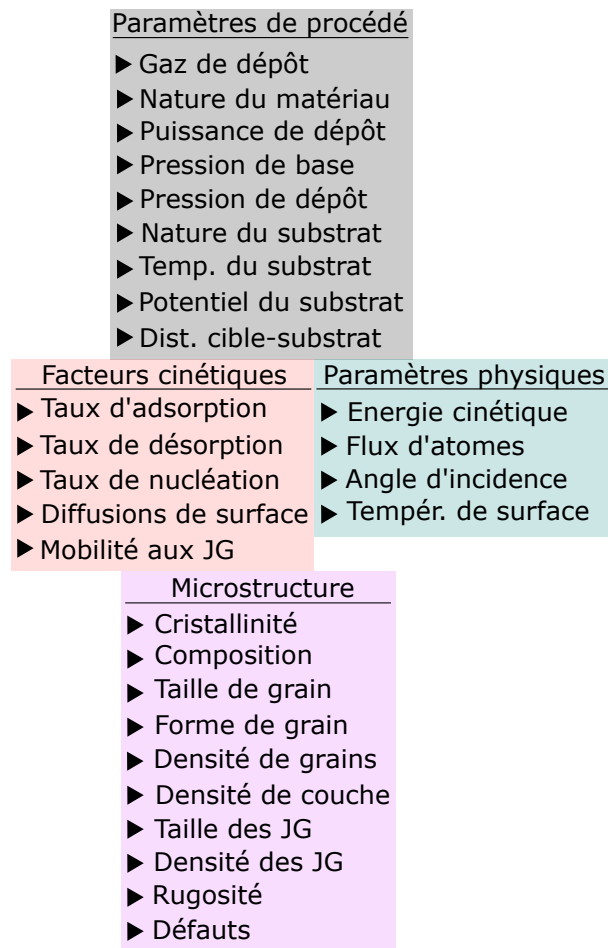 Paramètres de procédé
Gaz de dépôt
Nature du matériau
Puissance de dépôt
Pression de base
Pression de dépôt
Nature du substrat
Temp. du substrat
Potentiel du substrat
Dist. cible-substrat
Facteurs cinétiques
Taux d'adsorption
Taux de désorption
Taux de nucléation
Diffusions de surface
Mobilité aux JG
Paramètres physiques
Energie cinétique
Flux d'atomes
Angle d'incidence
Tempér. de surface
Microstructure
Cristallinité
Composition
Taille de grain
Forme de grain
Densité de grains
Densité de couche
Taille des JG
Densité des JG
Rugosité
Défauts